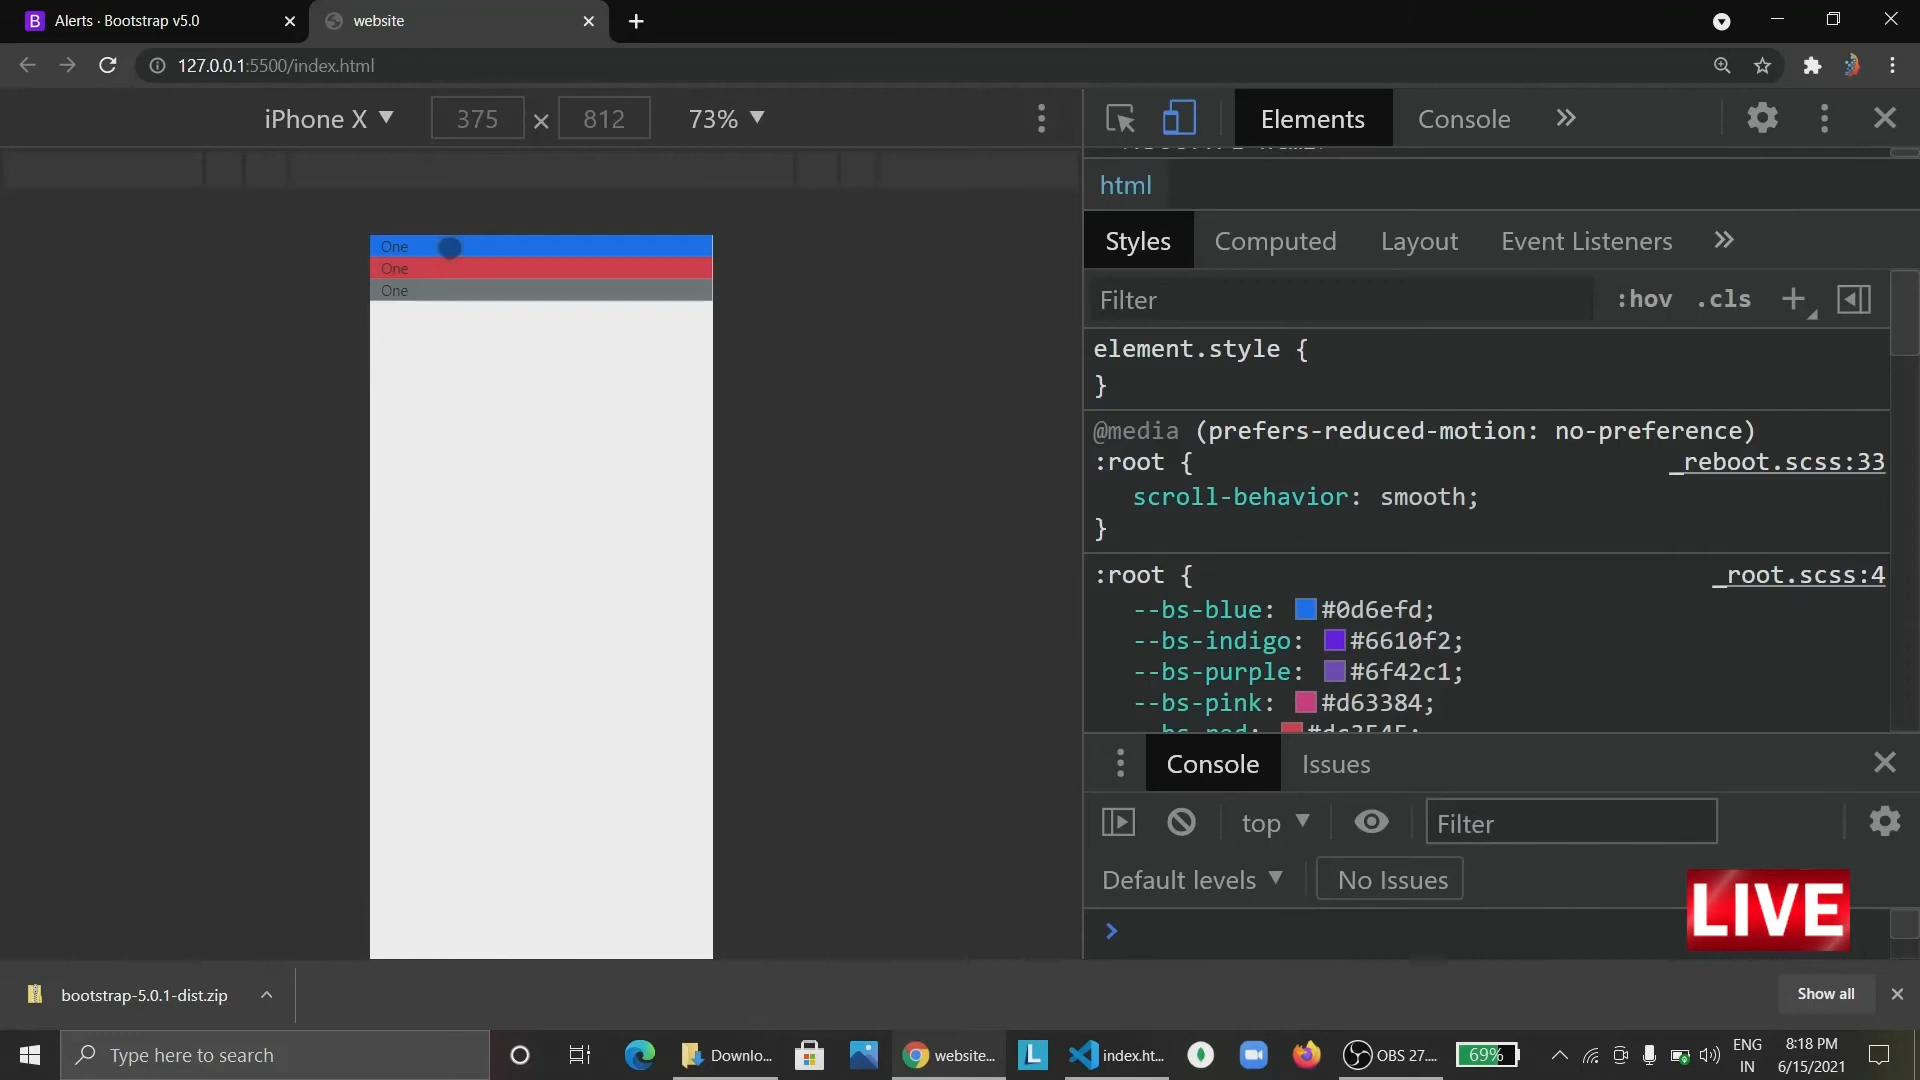 Alerts · Bootstrap v5.0
website
127.0.0.1:5500/index.html
iPhone X
375 × 812
73%
Elements
Console
html
Styles
Computed
Layout
Event Listeners
Filter
:hov
.cls
element.style {
}
@media (prefers-reduced-motion: no-preference)
:root {
_reboot.scss:33
scroll-behavior: smooth;
}
:root {
_root.scss:4
--bs-blue: #0d6efd;
--bs-indigo: #6610f2;
--bs-purple: #6f42c1;
--bs-pink: #d63384;
One
One
One
Console
Issues
top
Filter
Default levels
No Issues
LIVE
bootstrap-5.0.1-dist.zip
Show all
Type here to search
Downlo...
website...
index.ht...
OBS 27....
69%
ENG
IN
8:18 PM
6/15/2021